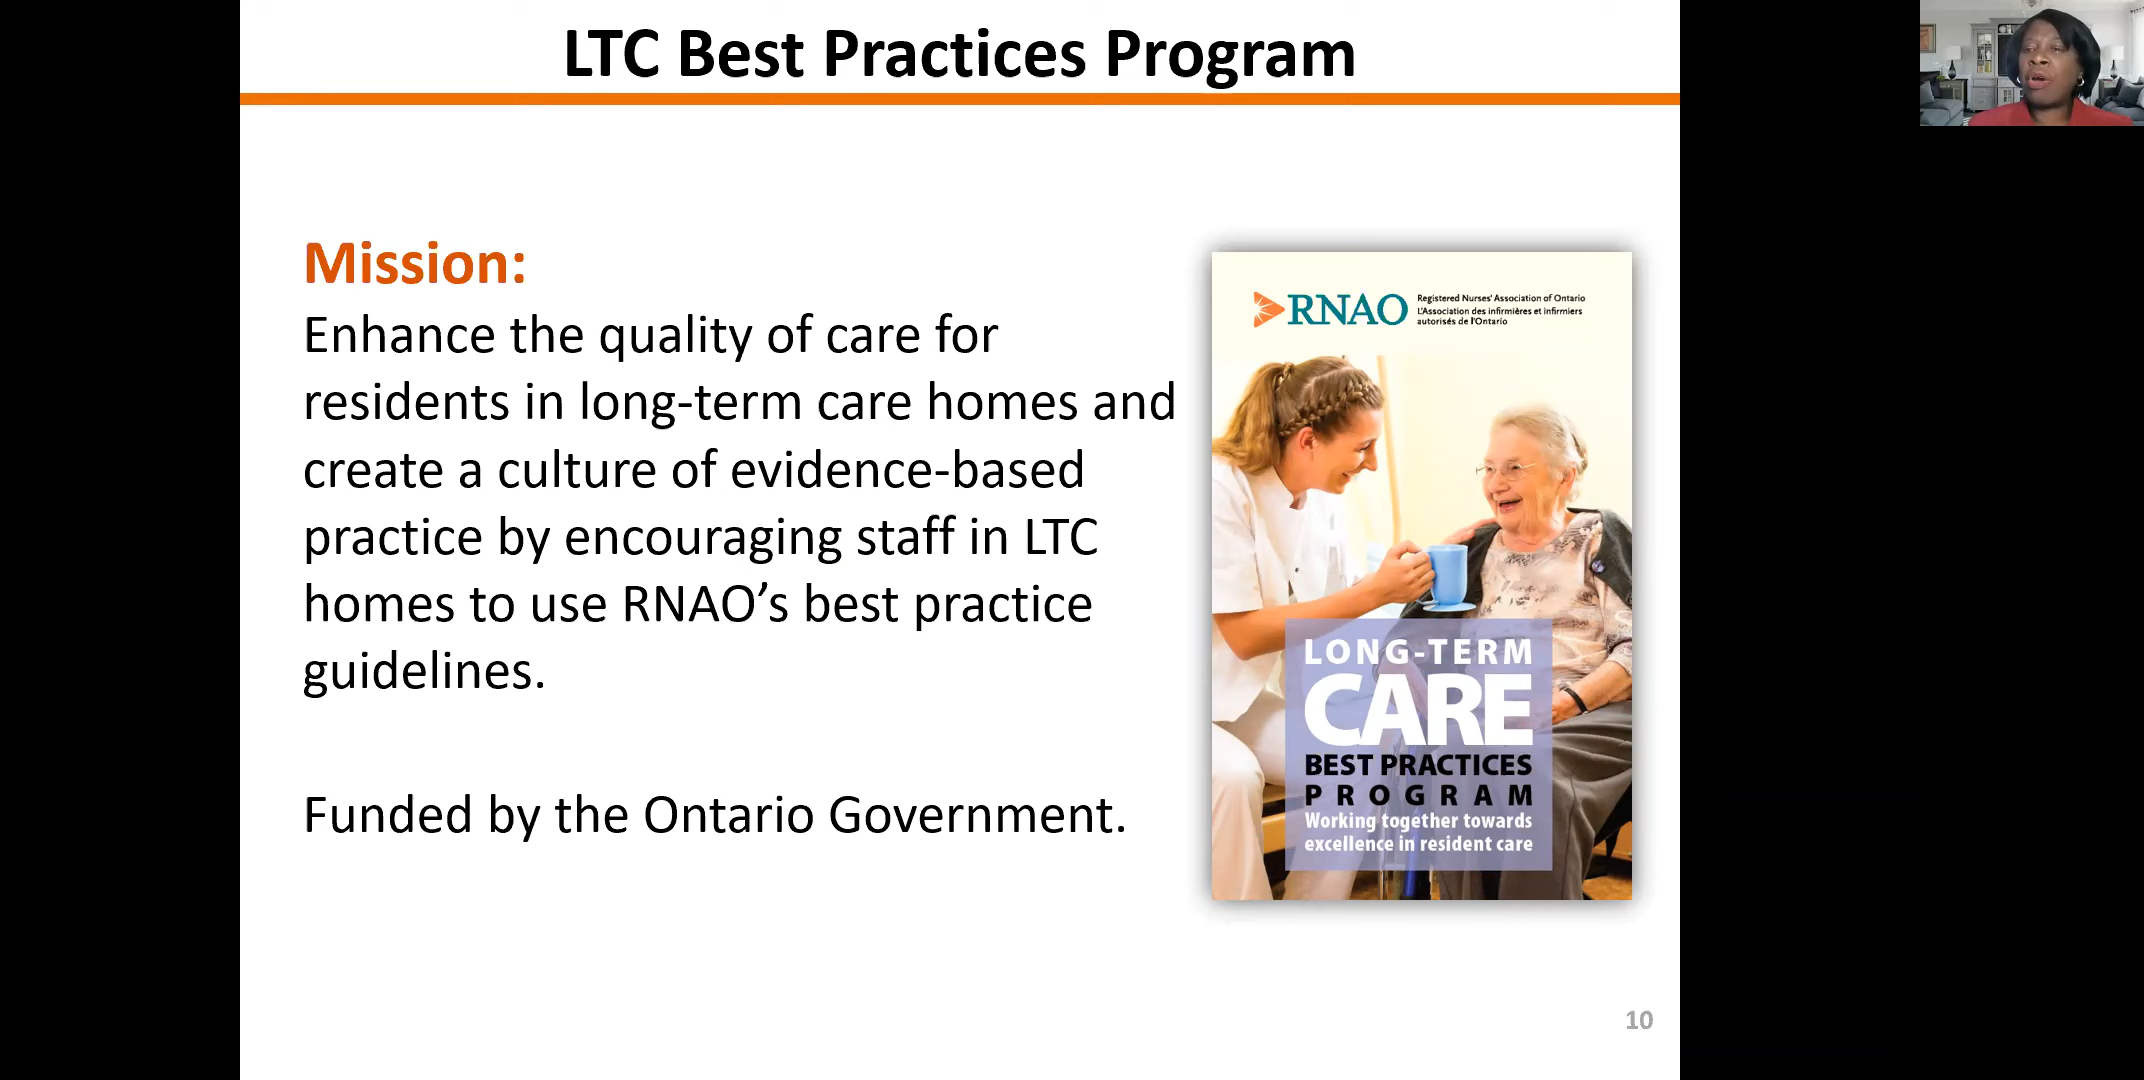 LTC Best Practices Program
Mission:
Enhance the quality of care for
residents in long-term care homes and
create a culture of evidence-based
practice by encouraging staff in LTC
homes to use RNAO’s best practice
guidelines.
Funded by the Ontario Government.
RNAO
Registered Nurses' Association of Ontario
L'Association des infirmières et infirmiers
autorisés de l'Ontario
LONG-TERM
CARE
BEST PRACTICES
PROGRAM
Working together towards
excellence in resident care
10